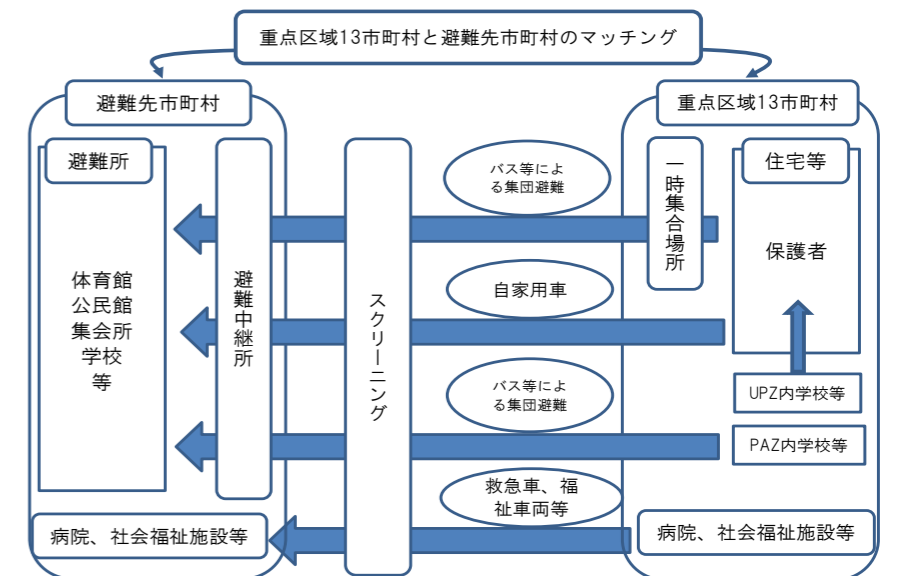 重点区域13市町村と避難先市町村のマッチング
避難先市町村
重点区域13市町村
避難所
体育館
公民館
集会所
学校
等
避難中継所
スクリーニング
バス等によ
る集団避難
自家用車
バス等によ
る集団避難
救急車、福
祉車両等
一時集合場所
住宅等
保護者
UPZ内学校等
PAZ内学校等
病院、社会福祉施設等
病院、社会福祉施設等